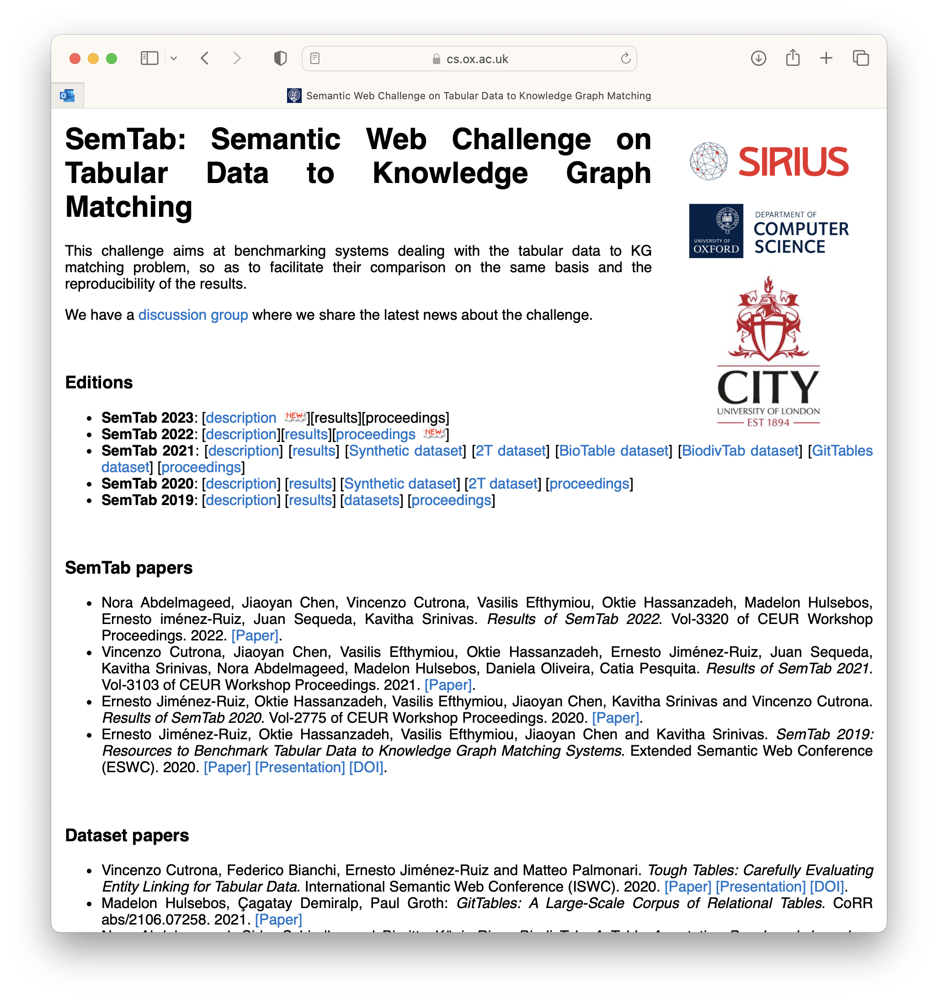 cs.ox.ac.uk
Semantic Web Challenge on Tabular Data to Knowledge Graph Matching
SemTab: Semantic Web Challenge on
Tabular Data to Knowledge Graph
Matching
SIRIUS
UNIVERSITY OF
OXFORD
DEPARTMENT OF
COMPUTER
SCIENCE
This challenge aims at benchmarking systems dealing with the tabular data to KG
matching problem, so as to facilitate their comparison on the same basis and the
reproducibility of the results.
We have a discussion group where we share the latest news about the challenge.
CITY
UNIVERSITY OF LONDON
EST 1894
Editions
• SemTab 2023: [description NEW][results][proceedings]
• SemTab 2022: [description][results][proceedings NEW]
• SemTab 2021: [description] [results] [Synthetic dataset] [2T dataset] [BioTable dataset] [BiodivTab dataset] [GitTables
dataset] [proceedings]
• SemTab 2020: [description] [results] [Synthetic dataset] [2T dataset] [proceedings]
• SemTab 2019: [description] [results] [datasets] [proceedings]
SemTab papers
• Nora Abdelmageed, Jiaoyan Chen, Vincenzo Cutrona, Vasilis Efthymiou, Oktie Hassanzadeh, Madelon Hulsebos,
Ernesto iménez-Ruiz, Juan Sequeda, Kavitha Srinivas. Results of SemTab 2022. Vol-3320 of CEUR Workshop
Proceedings. 2022. [Paper].
• Vincenzo Cutrona, Jiaoyan Chen, Vasilis Efthymiou, Oktie Hassanzadeh, Ernesto Jiménez-Ruiz, Juan Sequeda,
Kavitha Srinivas, Nora Abdelmageed, Madelon Hulsebos, Daniela Oliveira, Catia Pesquita. Results of SemTab 2021.
Vol-3103 of CEUR Workshop Proceedings. 2021. [Paper].
• Ernesto Jiménez-Ruiz, Oktie Hassanzadeh, Vasilis Efthymiou, Jiaoyan Chen, Kavitha Srinivas and Vincenzo Cutrona.
Results of SemTab 2020. Vol-2775 of CEUR Workshop Proceedings. 2020. [Paper].
• Ernesto Jiménez-Ruiz, Oktie Hassanzadeh, Vasilis Efthymiou, Jiaoyan Chen and Kavitha Srinivas. SemTab 2019:
Resources to Benchmark Tabular Data to Knowledge Graph Matching Systems. Extended Semantic Web Conference
(ESWC). 2020. [Paper] [Presentation] [DOI].
Dataset papers
• Vincenzo Cutrona, Federico Bianchi, Ernesto Jiménez-Ruiz and Matteo Palmonari. Tough Tables: Carefully Evaluating
Entity Linking for Tabular Data. International Semantic Web Conference (ISWC). 2020. [Paper] [Presentation] [DOI].
• Madelon Hulsebos, Çagatay Demiralp, Paul Groth: GitTables: A Large-Scale Corpus of Relational Tables. CoRR
abs/2106.07258. 2021. [Paper]